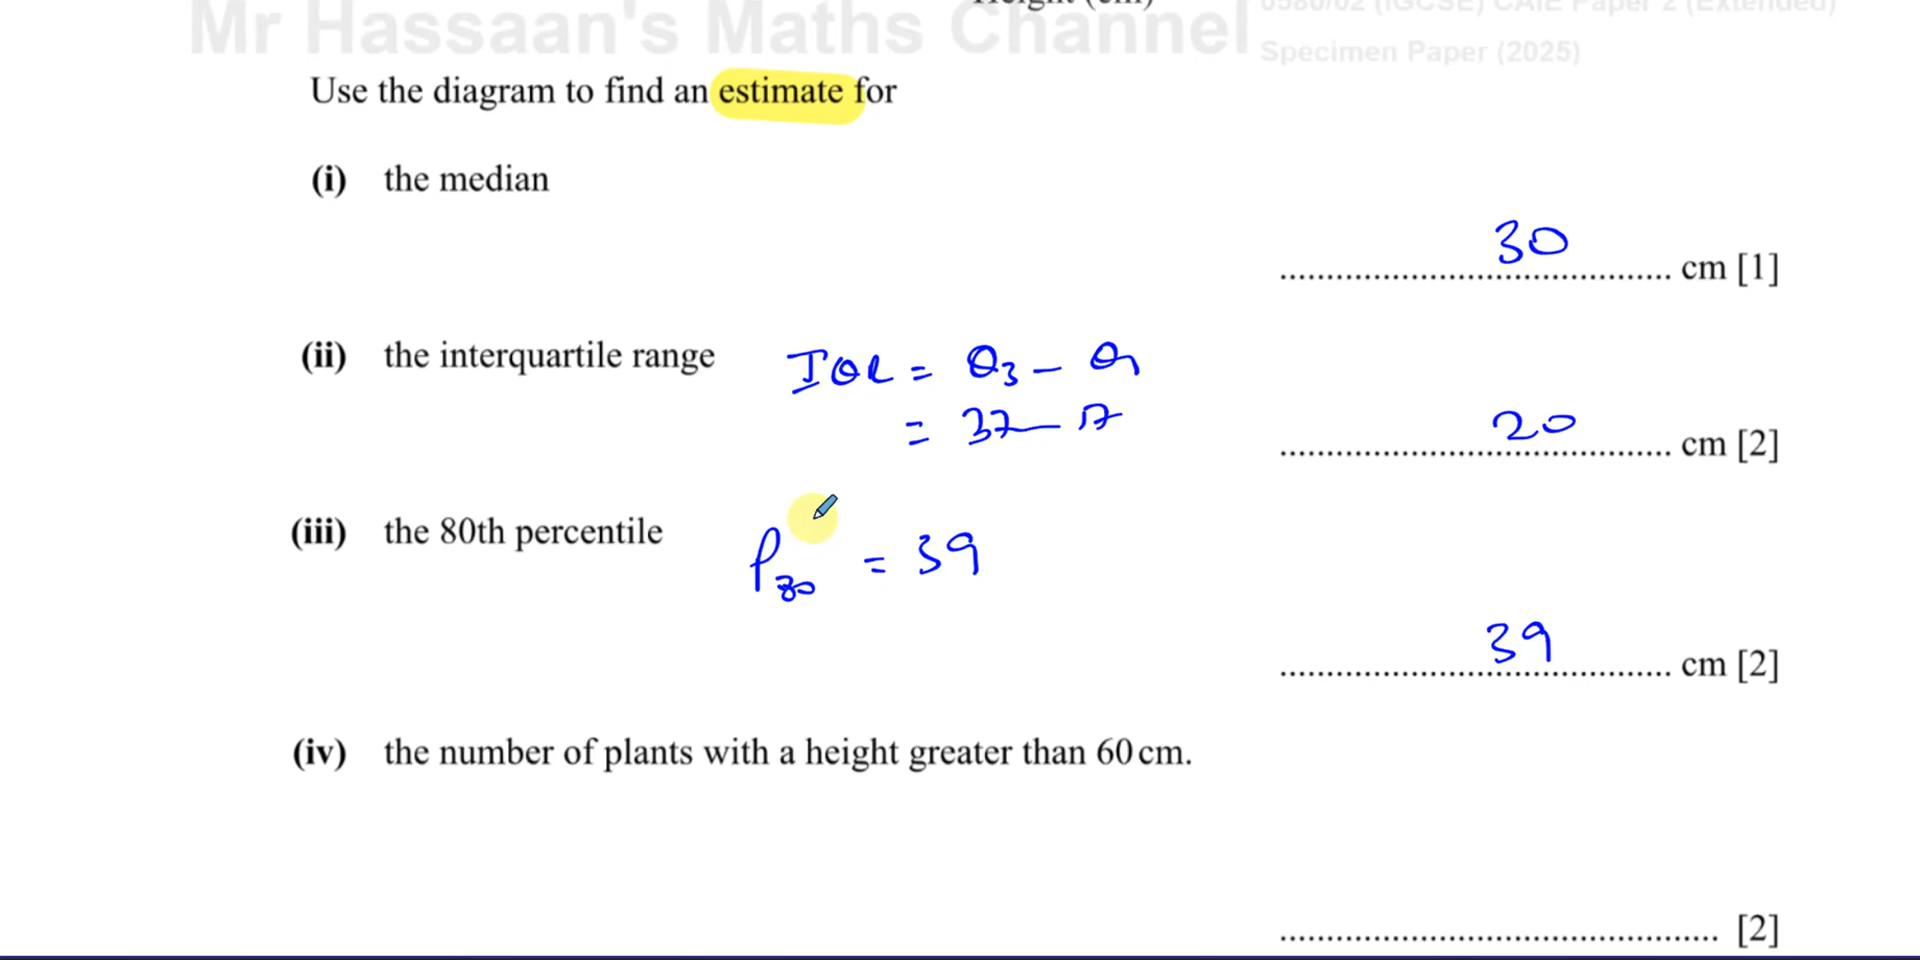 Height (cm)
0580/02 (IGCSE) CAIE Paper 2 (Extended)
Mr Hassaan's Maths Channel
Specimen Paper (2025)
Use the diagram to find an estimate for
(i) the median
30
cm [1]
(ii) the interquartile range
IQR = Q3 - Q1
= 37 - 17
20
cm [2]
(iii) the 80th percentile
P80 = 39
39
cm [2]
(iv) the number of plants with a height greater than 60 cm.
[2]